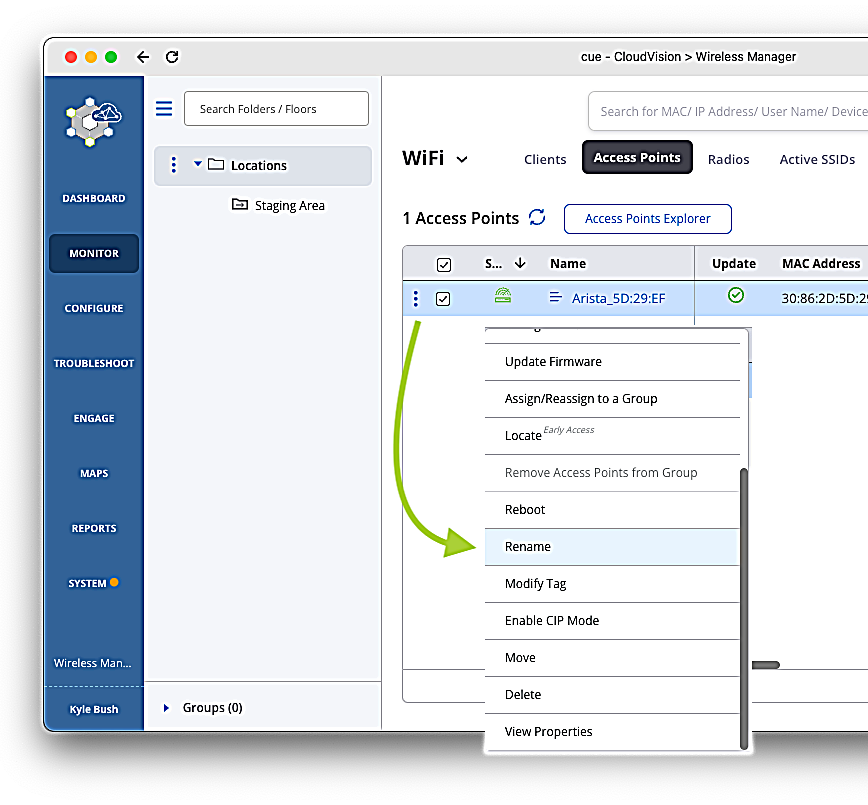 cue - CloudVision > Wireless Manager
Search Folders / Floors
Search for MAC/ IP Address/ User Name/ Device
Locations
Staging Area
DASHBOARD
MONITOR
CONFIGURE
TROUBLESHOOT
ENGAGE
MAPS
REPORTS
SYSTEM
Wireless Man...
Kyle Bush
Groups (0)
WiFi
Clients
Access Points
Radios
Active SSIDs
1 Access Points
Access Points Explorer
S... Name Update MAC Address
Arista_5D:29:EF 30:86:2D:5D:29
Update Firmware
Assign/Reassign to a Group
Locate Early Access
Remove Access Points from Group
Reboot
Rename
Modify Tag
Enable CIP Mode
Move
Delete
View Properties